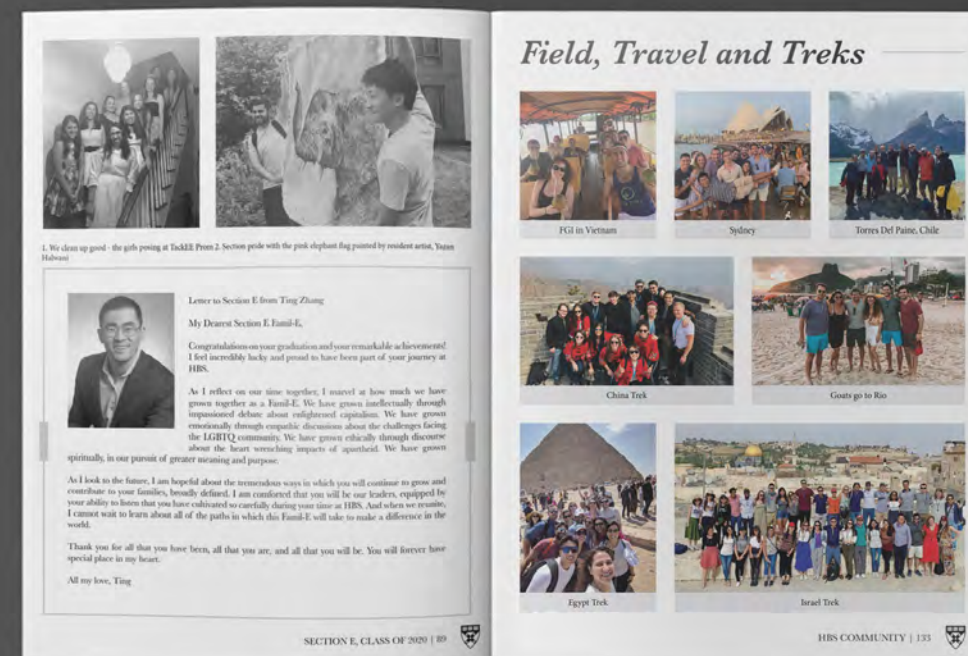 1. We clean up good - the girls posing at TackEE Prom 2. Section pride with the pink elephant flag painted by resident artist, Yazan
Halwani
Letter to Section E from Ting Zhang
My Dearest Section E Famil-E,
Congratulations on your graduation and your remarkable achievements!
I feel incredibly lucky and proud to have been part of your journey at
HBS.
As I reflect on our time together, I marvel at how much we have
grown together as a Famil-E. We have grown intellectually through
impassioned debate about enlightened capitalism. We have grown
emotionally through empathic discussions about the challenges facing
the LGBTQ community. We have grown ethically through discourse
about the heart wrenching impacts of apartheid. We have grown
spiritually, in our pursuit of greater meaning and purpose.
As I look to the future, I am hopeful about the tremendous ways in which you will continue to grow and
contribute to your families, broadly defined. I am comforted that you will be our leaders, equipped by
your ability to listen that you have cultivated so carefully during your time at HBS. And when we reunite,
I cannot wait to learn about all of the paths in which this Famil-E will take to make a difference in the
world.
Thank you for all that you have been, all that you are, and all that you will be. You will forever have
special place in my heart.
All my love, Ting
SECTION E, CLASS OF 2020 | 89
Field, Travel and Treks
FGI in Vietnam
Sydney
Torres Del Paine, Chile
China Trek
Goats go to Rio
Egypt Trek
Israel Trek
HBS COMMUNITY | 135